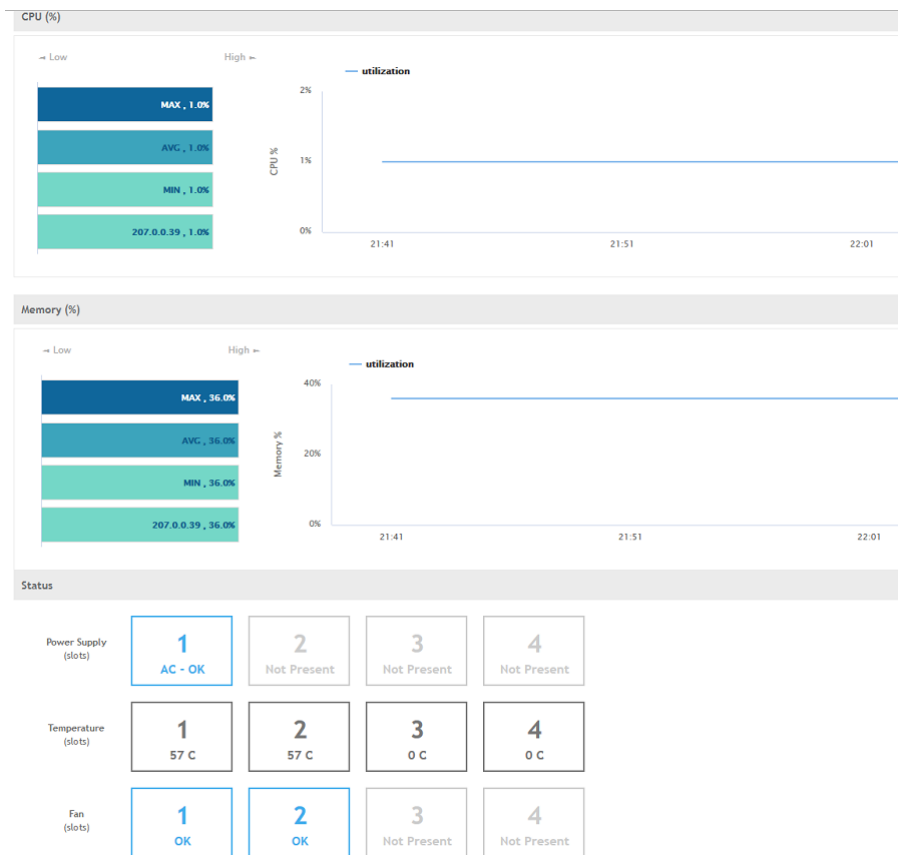 CPU (%)
◄ Low High ►
utilization
MAX , 1.0%
AVG , 1.0%
MIN , 1.0%
207.0.0.39 , 1.0%
CPU %
2%
1%
0%
21:41 21:51 22:01
Memory (%)
◄ Low High ►
utilization
MAX , 36.0%
AVG , 36.0%
MIN , 36.0%
207.0.0.39 , 36.0%
Memory %
40%
20%
0%
21:41 21:51 22:01
Status
Power Supply
(slots)
1 2 3 4
AC - OK Not Present Not Present Not Present
Temperature
(slots)
1 2 3 4
57 C 57 C 0 C 0 C
Fan
(slots)
1 2 3 4
OK OK Not Present Not Present